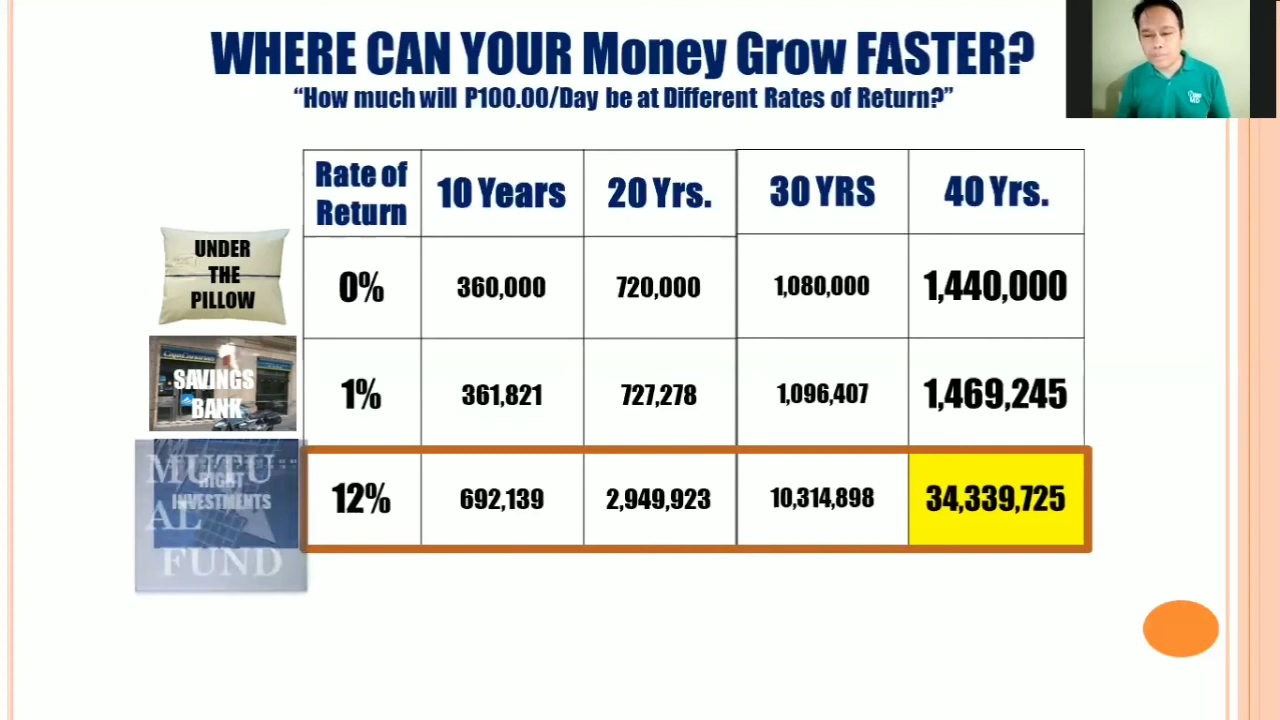 WHERE CAN YOUR Money Grow FASTER?
“How much will P100.00/Day be at Different Rates of Return?”
Rate of Return
10 Years
20 Yrs.
30 YRS
40 Yrs.
UNDER
THE
PILLOW
0%
360,000
720,000
1,080,000
1,440,000
SAVINGS
BANK
1%
361,821
727,278
1,096,407
1,469,245
MUTU
AL
FUND
RIGHT
INVESTMENTS
12%
692,139
2,949,923
10,314,898
34,339,725